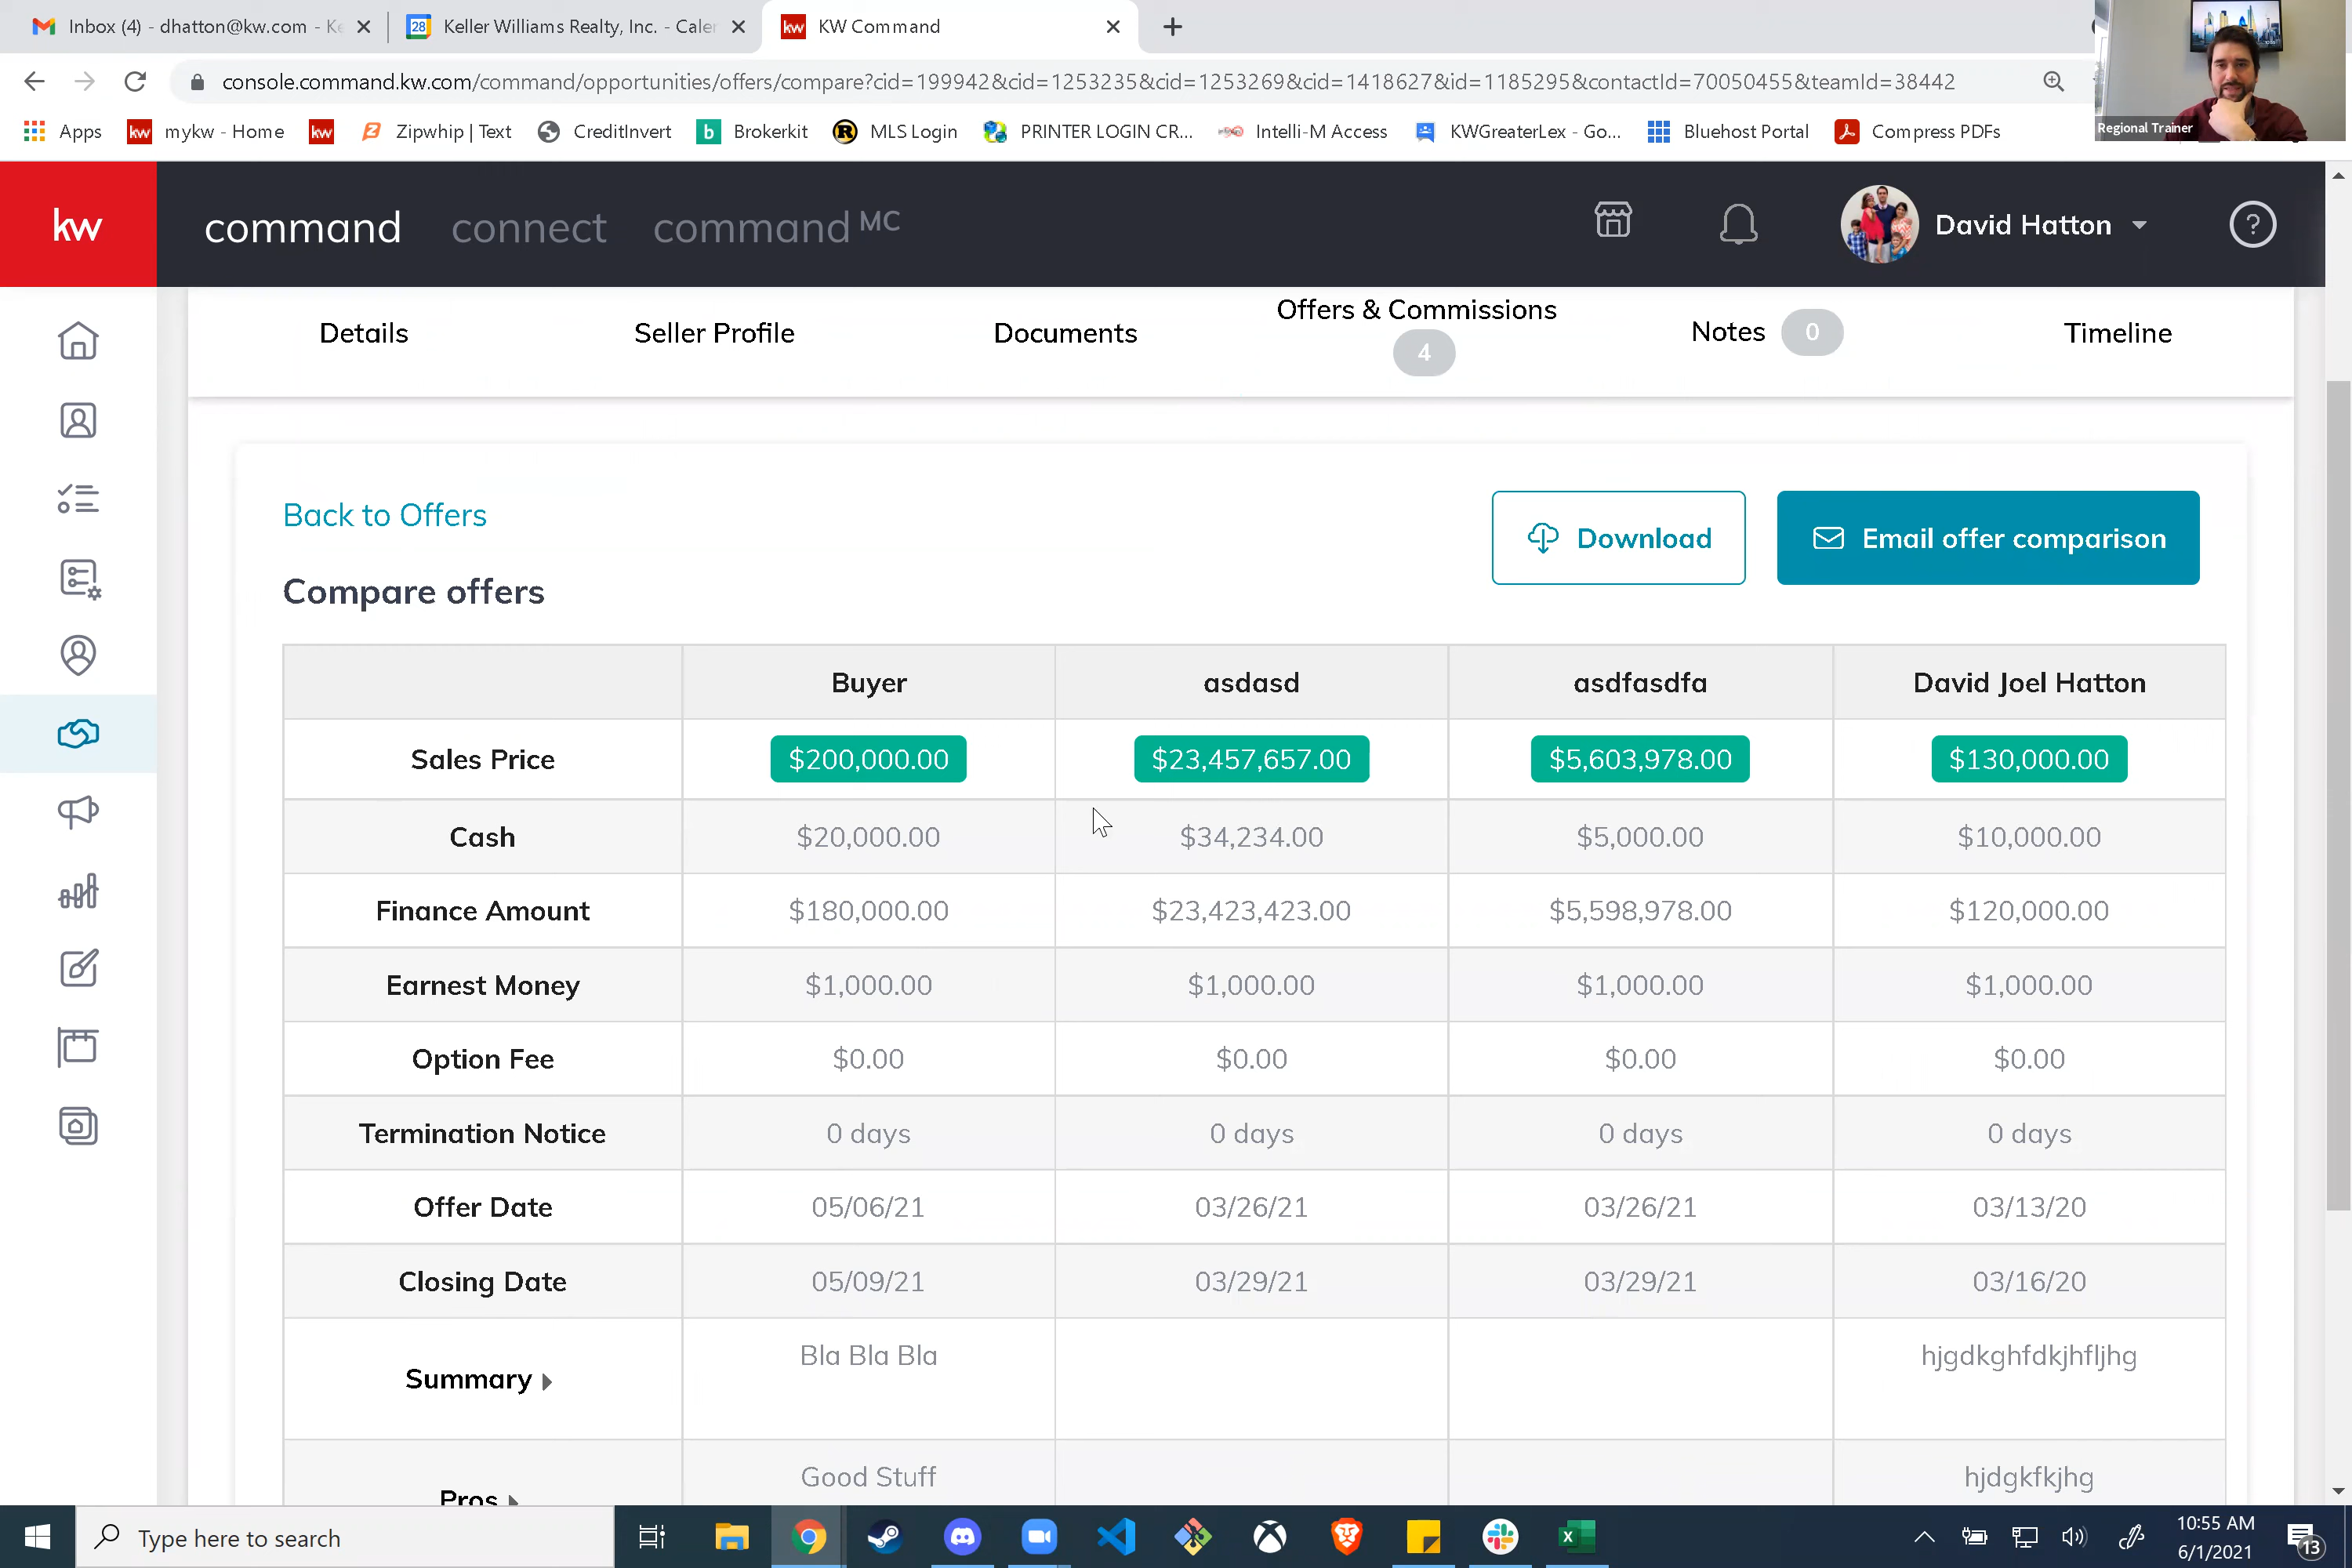 Inbox (4) - dhatton@kw.com - Ke
28
Keller Williams Realty, Inc. - Caler
kw
KW Command
console.command.kw.com/command/opportunities/offers/compare?cid=199942&cid=1253235&cid=1253269&cid=1418627&id=1185295&contactId=70050455&teamId=38442
Apps
kw
mykw - Home
kw
Zipwhip | Text
CreditInvert
b
Brokerkit
R
MLS Login
PRINTER LOGIN CR...
Intelli-M Access
KWGreaterLex - Go...
Bluehost Portal
Compress PDFs
Regional Trainer
kw
command
connect
command MC
David Hatton
?
Details
Seller Profile
Documents
Offers & Commissions
4
Notes
0
Timeline
Back to Offers
Download
Email offer comparison
Compare offers
Buyer
asdasd
asdfasdfa
David Joel Hatton
Sales Price
$200,000.00
$23,457,657.00
$5,603,978.00
$130,000.00
Cash
$20,000.00
$34,234.00
$5,000.00
$10,000.00
Finance Amount
$180,000.00
$23,423,423.00
$5,598,978.00
$120,000.00
Earnest Money
$1,000.00
$1,000.00
$1,000.00
$1,000.00
Option Fee
$0.00
$0.00
$0.00
$0.00
Termination Notice
0 days
0 days
0 days
0 days
Offer Date
05/06/21
03/26/21
03/26/21
03/13/20
Closing Date
05/09/21
03/29/21
03/29/21
03/16/20
Summary
Bla Bla Bla
hjgdkghfdkjhfljhg
Pros
Good Stuff
hjdgkfkjhg
Type here to search
10:55 AM
6/1/2021
13